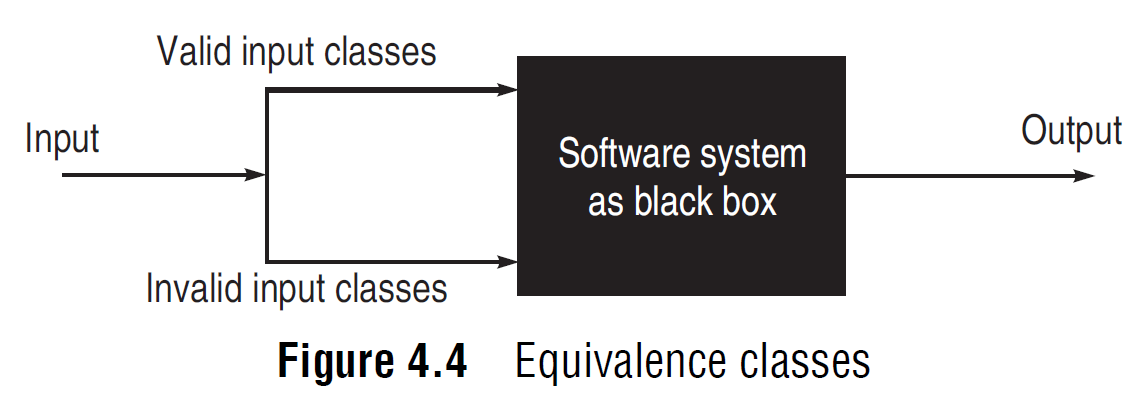 Valid input classes
Input
Software system
as black box
Output
Invalid input classes
Figure 4.4 Equivalence classes